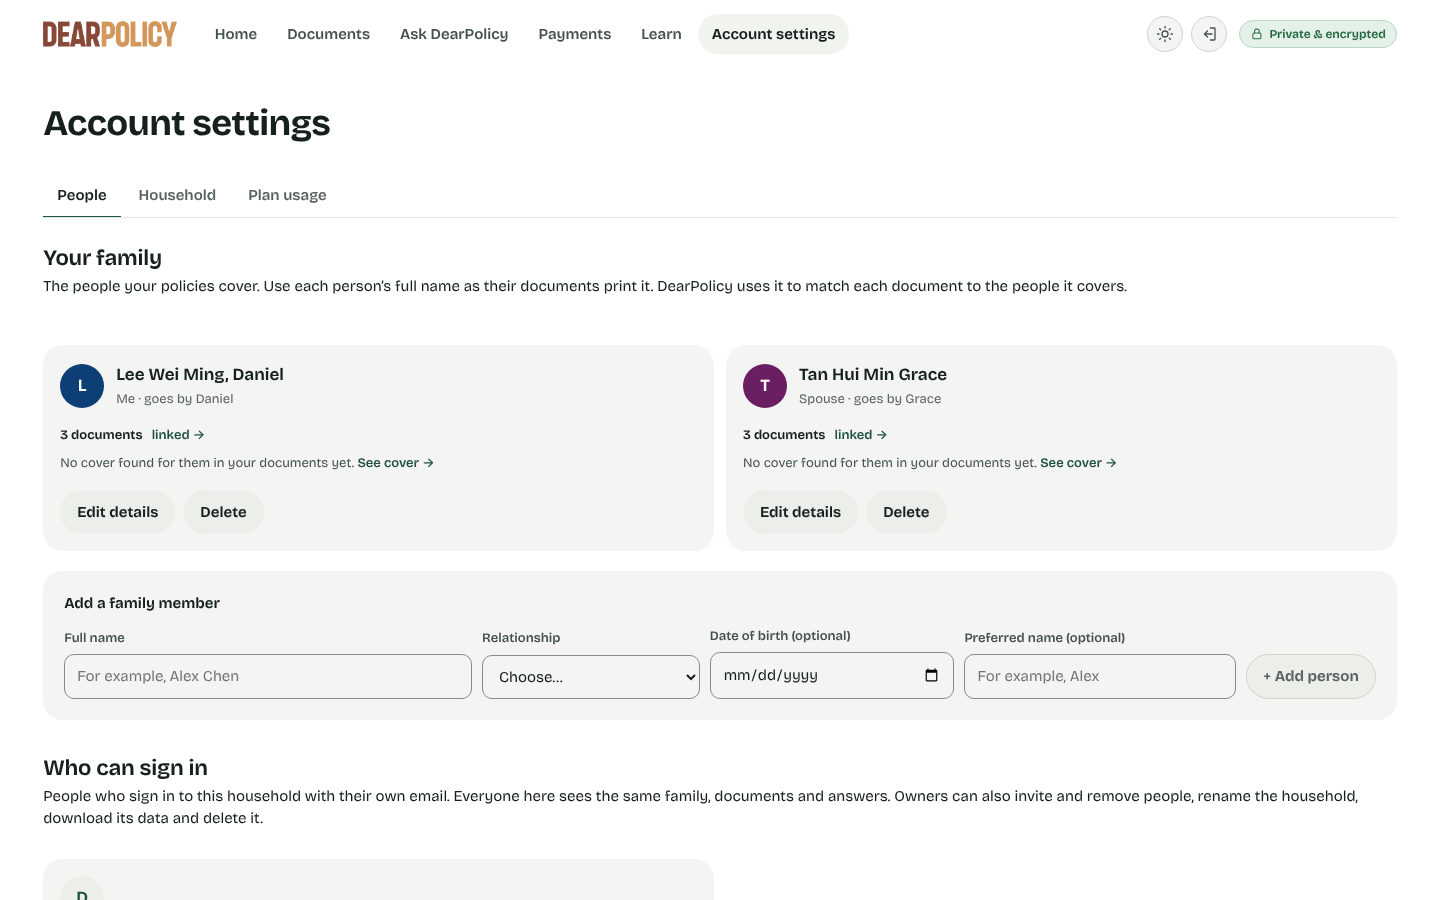 DEARPOLICY
Home Documents Ask DearPolicy Payments Learn Account settings
Private & encrypted
Account settings
People Household Plan usage
Your family
The people your policies cover. Use each person's full name as their documents print it. DearPolicy uses it to match each document to the people it covers.
L
Lee Wei Ming, Daniel
Me · goes by Daniel
3 documents linked →
No cover found for them in your documents yet. See cover →
Edit details Delete
T
Tan Hui Min Grace
Spouse · goes by Grace
3 documents linked →
No cover found for them in your documents yet. See cover →
Edit details Delete
Add a family member
Full name Relationship Date of birth (optional) Preferred name (optional)
For example, Alex Chen Choose... mm/dd/yyyy For example, Alex + Add person
Who can sign in
People who sign in to this household with their own email. Everyone here sees the same family, documents and answers. Owners can also invite and remove people, rename the household,
download its data and delete it.
D